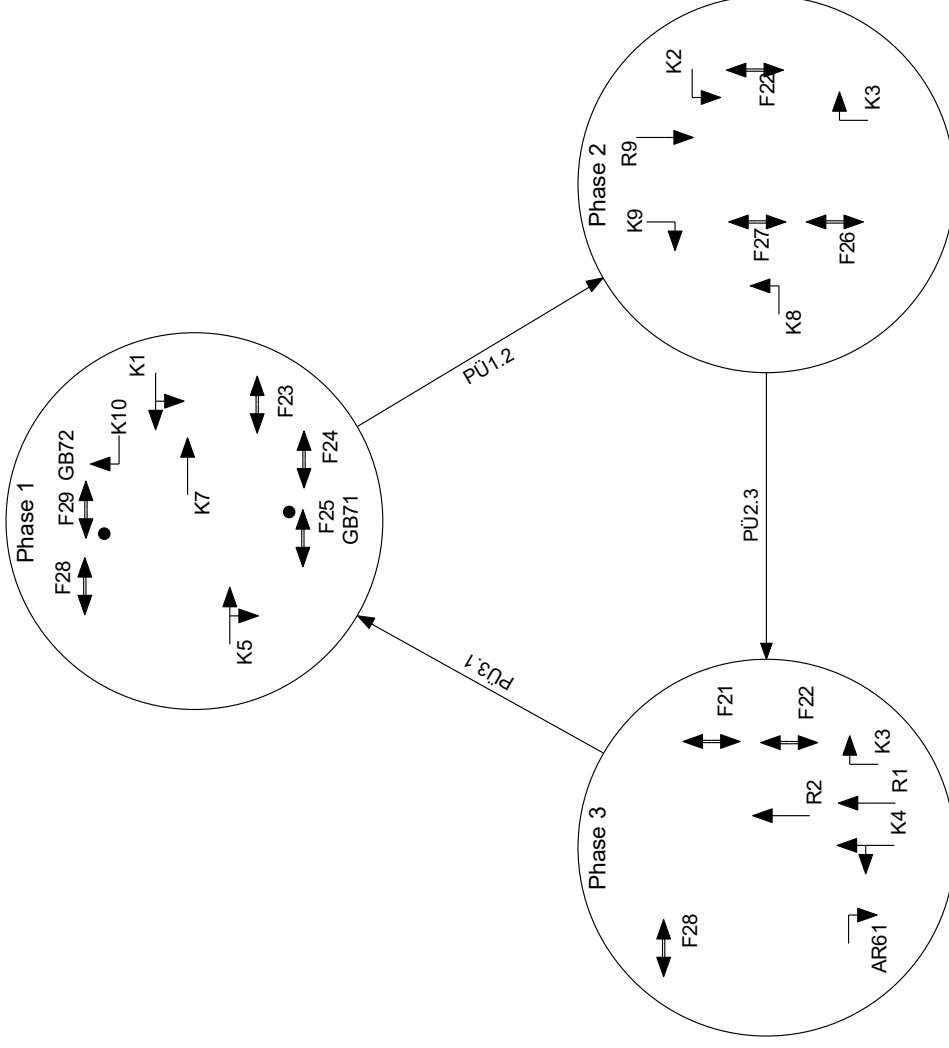 Phase 1
F28
F29
GB72
K10
K1
K7
F23
F24
F25
GB71
K5
PÜ1.2
Phase 2
K9
R9
K2
F22
F27
F26
K8
K3
PÜ2.3
Phase 3
F28
F21
F22
R2
K3
R1
K4
AR61
PÜ3.1